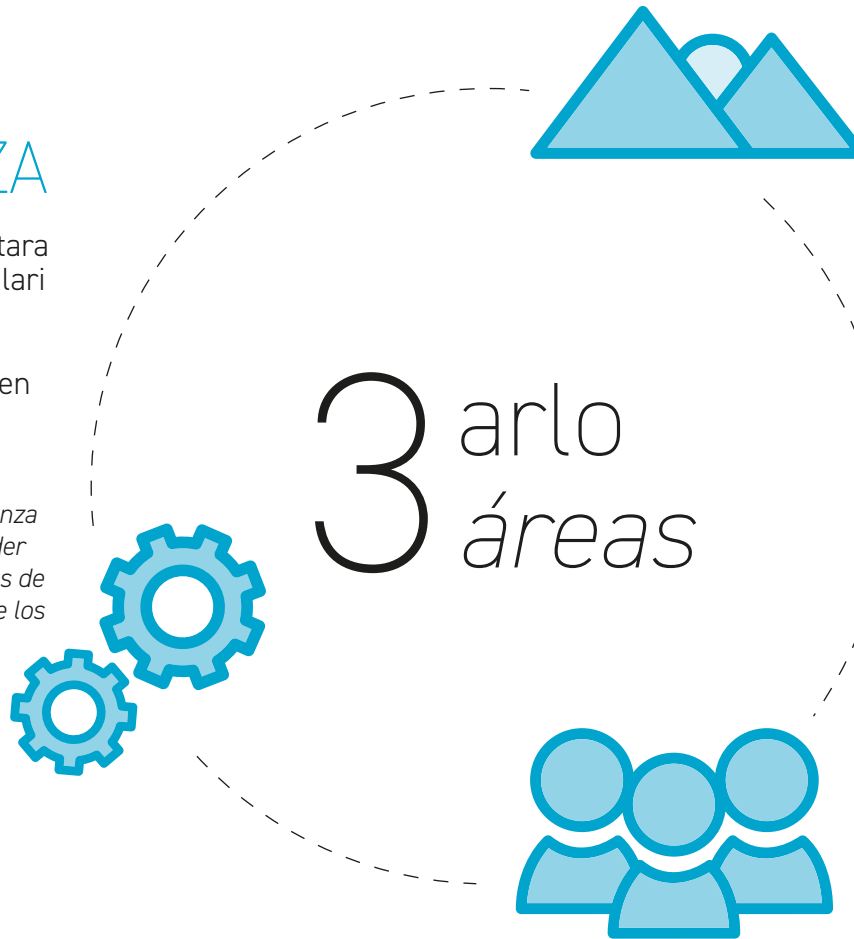 ZA
tara
lari
en
nza
der
s de
e los
3 arlo
áreas